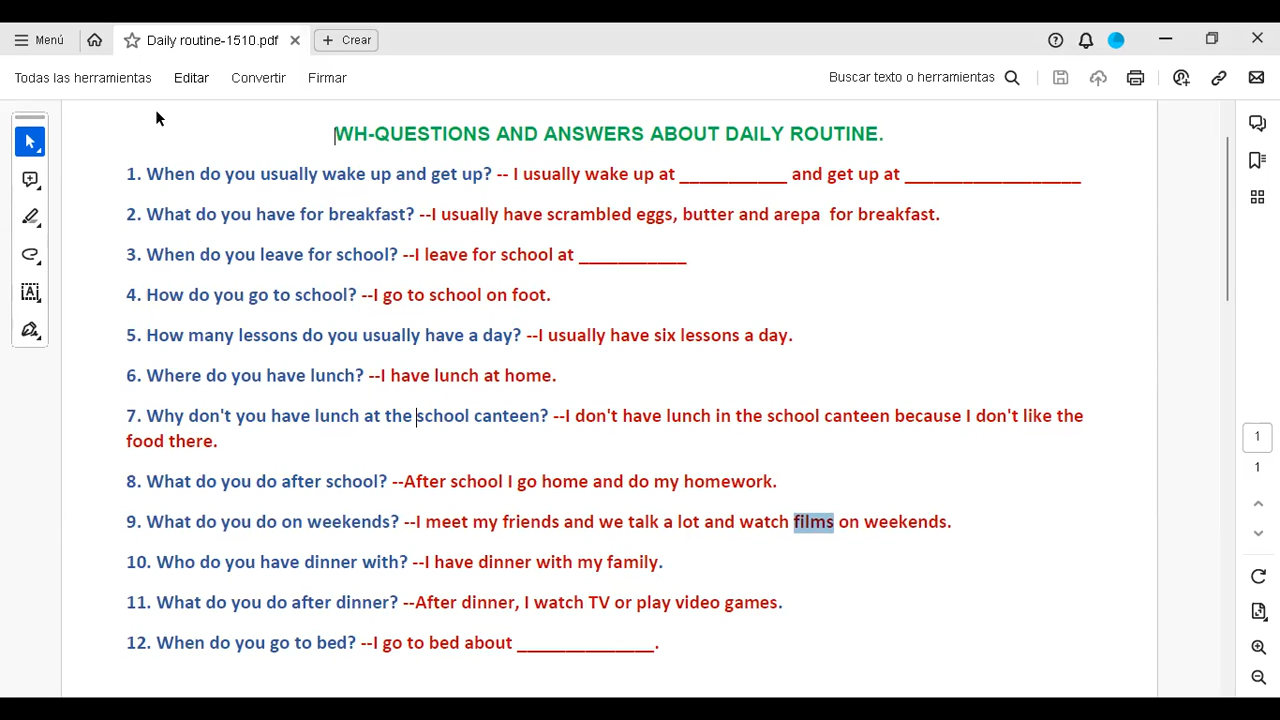 Menú
Daily routine-1510.pdf
Crear
Todas las herramientas Editar Convertir Firmar Buscar texto o herramientas
WH-QUESTIONS AND ANSWERS ABOUT DAILY ROUTINE.
1. When do you usually wake up and get up? -- I usually wake up at ___________ and get up at __________________
2. What do you have for breakfast? --I usually have scrambled eggs, butter and arepa  for breakfast.
3. When do you leave for school? --I leave for school at ___________
4. How do you go to school? --I go to school on foot.
5. How many lessons do you usually have a day? --I usually have six lessons a day.
6. Where do you have lunch? --I have lunch at home.
7. Why don't you have lunch at the school canteen? --I don't have lunch in the school canteen because I don't like the
food there.
8. What do you do after school? --After school I go home and do my homework.
9. What do you do on weekends? --I meet my friends and we talk a lot and watch films on weekends.
10. Who do you have dinner with? --I have dinner with my family.
11. What do you do after dinner? --After dinner, I watch TV or play video games.
12. When do you go to bed? --I go to bed about ______________.
1
1